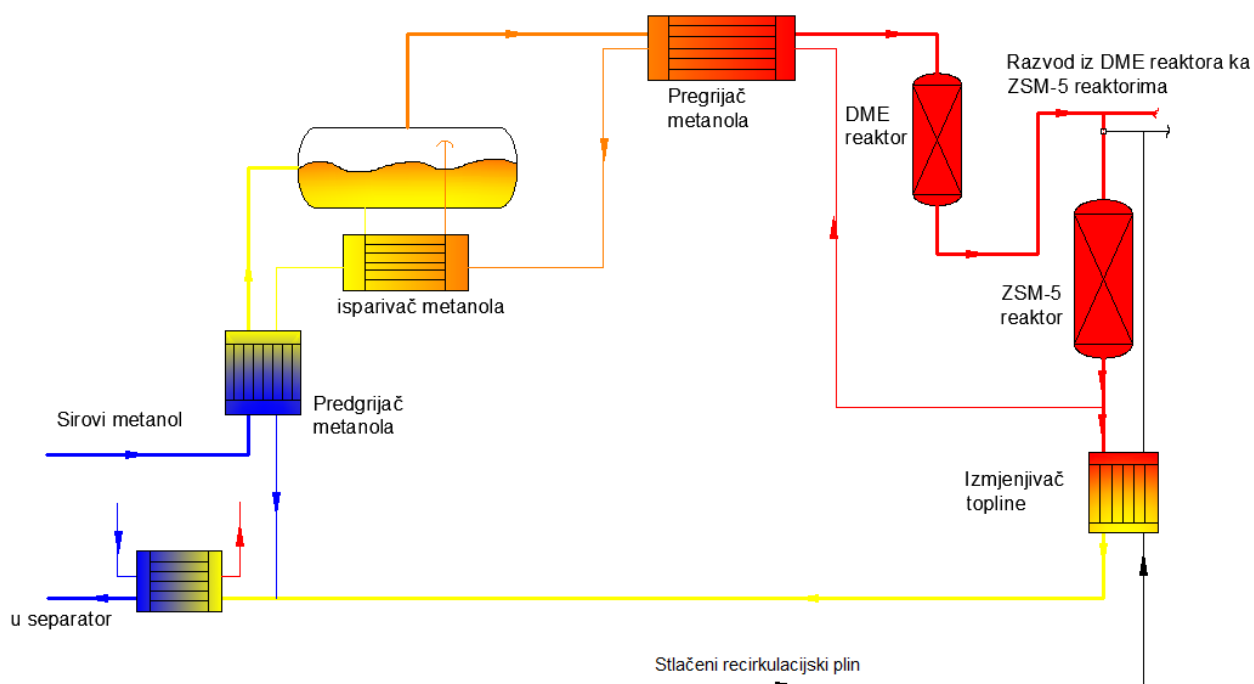 Razvod iz DME reaktora ka
ZSM-5 reaktorima
Pregrijač
metanola
DME
reaktor
ZSM-5
reaktor
isparivač metanola
Predgrijač
metanola
Sirovi metanol
Izmjenjivač
topline
u separator
Stlačeni recirkulacijski plin